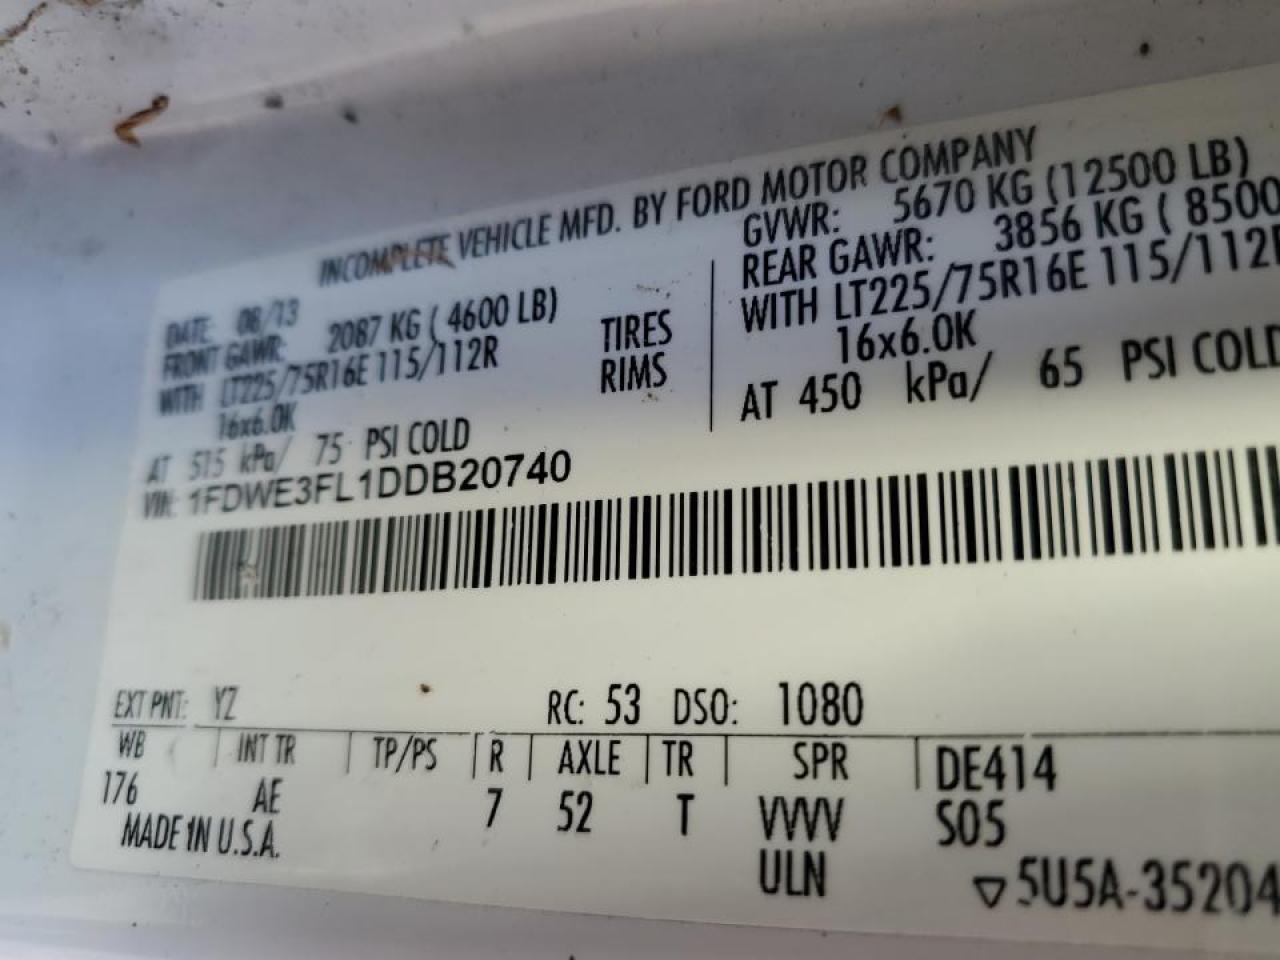 INCOMPLETE VEHICLE MFD. BY FORD MOTOR COMPANY
DATE: 08/13
GVWR: 5670 KG (12500 LB)
FRONT GAWR: 2087 KG ( 4600 LB)
REAR GAWR: 3856 KG ( 8500
WITH LT225/75R16E 115/112R
TIRES
WITH LT225/75R16E 115/112
16x6.0K
RIMS
16x6.0K
AT 515 kPa/ 75 PSI COLD
AT 450 kPa/ 65 PSI COLD
VIN: 1FDWE3FL1DDB20740
EXT PNT: YZ RC: 53 DSO: 1080
WB | INT TR | TP/PS | R | AXLE | TR | SPR | DE414
176 AE 7 52 T VVVV S05
MADE IN U.S.A. ULN ▽5U5A-35204